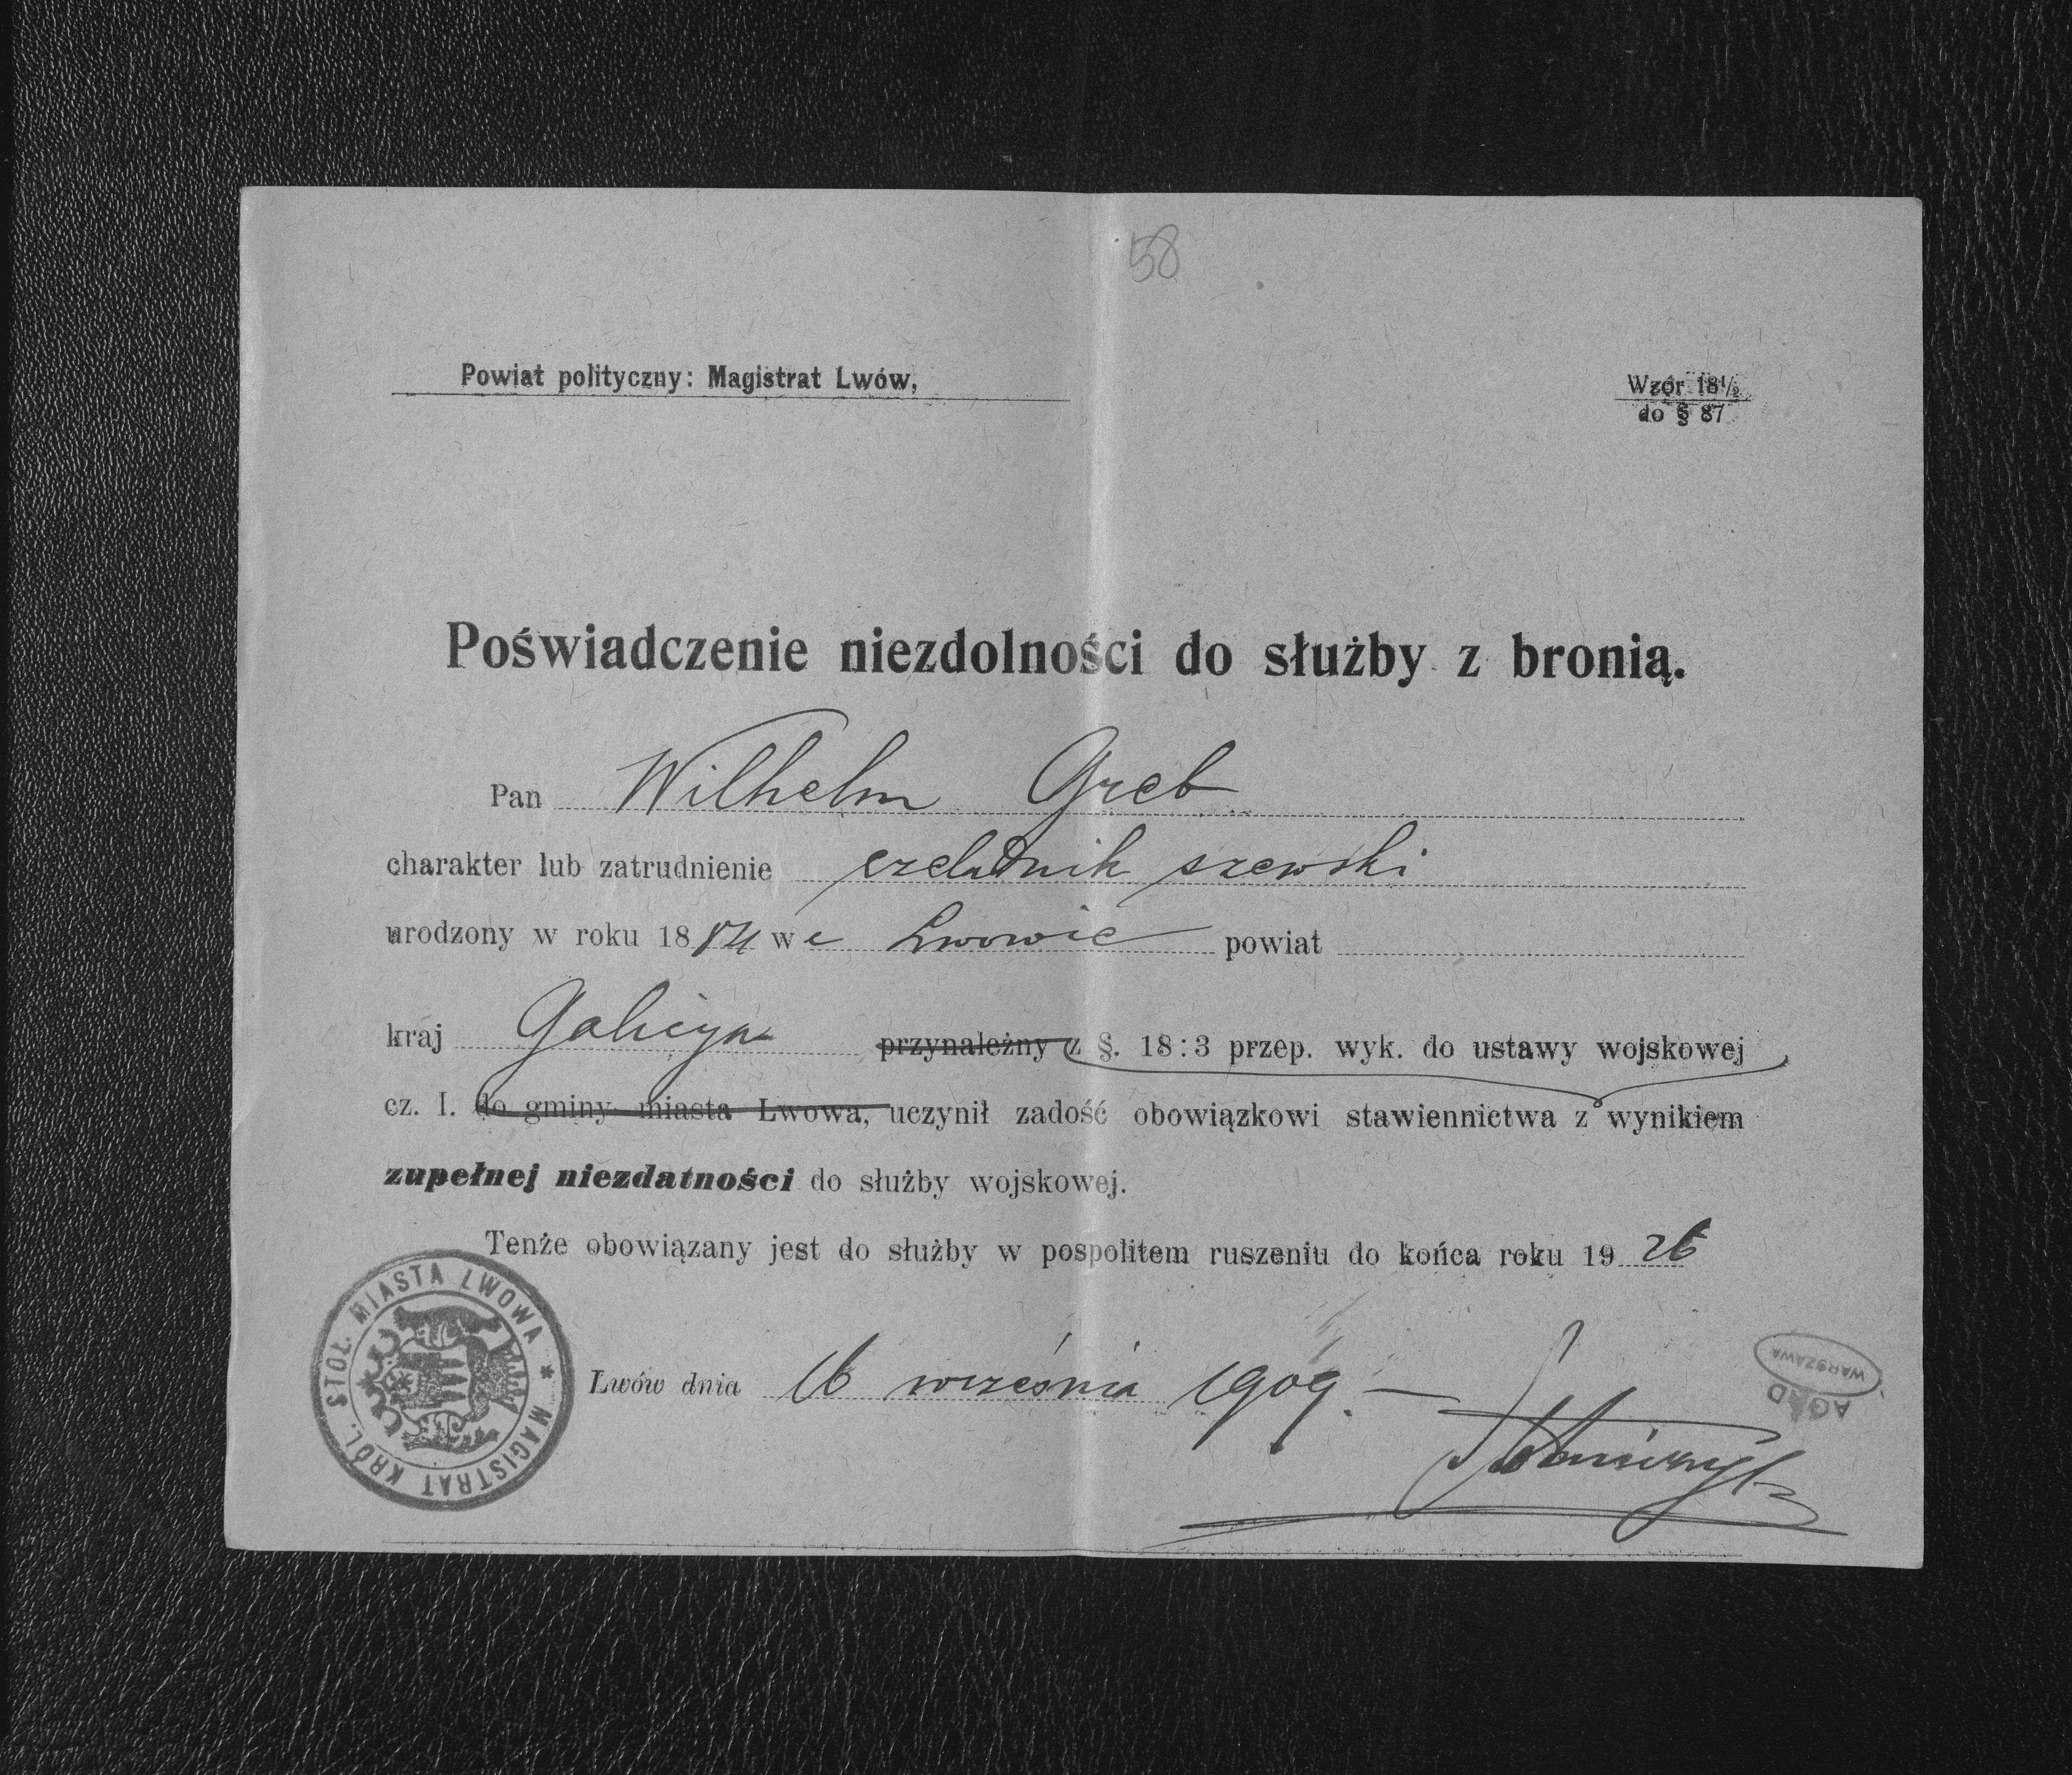 58
Powiat polityczny: Magistrat Lwów,
Wzór 18½
do § 87
Poświadczenie niezdolności do służby z bronią.
Pan Wilhelm Greb
charakter lub zatrudnienie czeladnik szewski
urodzony w roku 1884 we Lwowie powiat
kraj Galicya przynależny z §. 18:3 przep. wyk. do ustawy wojskowej
cz. I. do gminy miasta Lwowa, uczynił zadość obowiązkowi stawiennictwa z wynikiem
zupełnej niezdatności do służby wojskowej.
Tenże obowiązany jest do służby w pospolitem ruszeniu do końca roku 1926
Lwów dnia 16 września 1909.
MAGISTRAT KRÓL. STOŁ. MIASTA LWOWA *
AGAD
WARSZAWA